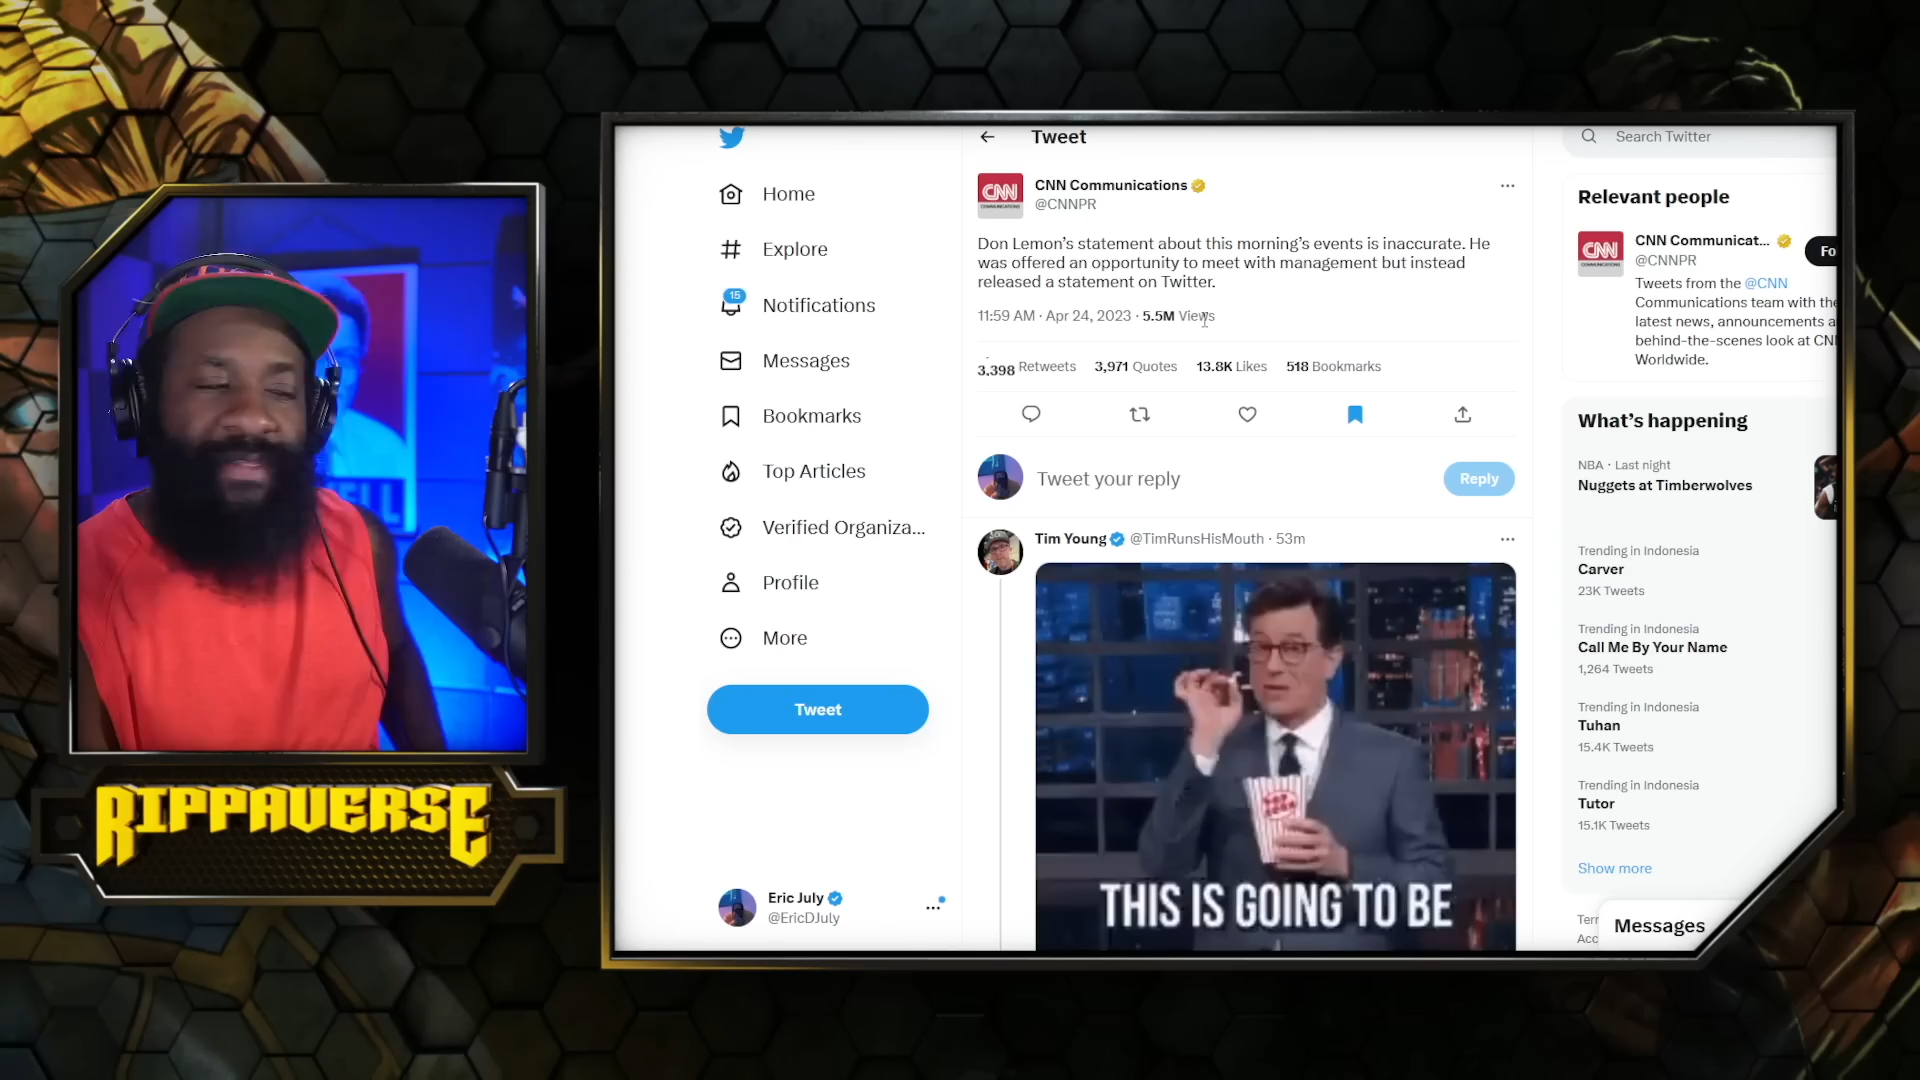 RIPPAVERSE
Home
Explore
15
Notifications
Messages
Bookmarks
Top Articles
Verified Organiza...
Profile
More
Tweet
Eric July
@EricDJuly
Tweet
CNN
COMMUNICATIONS
CNN Communications
@CNNPR
Don Lemon's statement about this morning's events is inaccurate. He
was offered an opportunity to meet with management but instead
released a statement on Twitter.
11:59 AM · Apr 24, 2023 · 5.5M Views
3,398 Retweets 3,971 Quotes 13.8K Likes 518 Bookmarks
Tweet your reply
Reply
Tim Young @TimRunsHisMouth · 53m
THIS IS GOING TO BE
Search Twitter
Relevant people
CNN
CNN Communicat...
@CNNPR
Fo
Tweets from the @CNN
Communications team with the
latest news, announcements a
behind-the-scenes look at CN
Worldwide.
What's happening
NBA · Last night
Nuggets at Timberwolves
Trending in Indonesia
Carver
23K Tweets
Trending in Indonesia
Call Me By Your Name
1,264 Tweets
Trending in Indonesia
Tuhan
15.4K Tweets
Trending in Indonesia
Tutor
15.1K Tweets
Show more
Terr
Acc
Messages